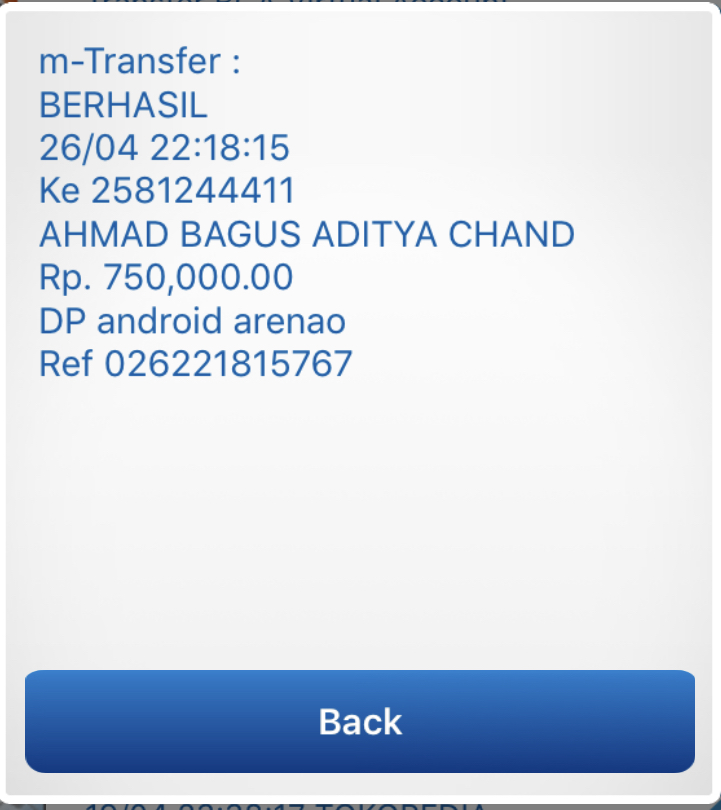 m-Transfer :
BERHASIL
26/04 22:18:15
Ke 2581244411
AHMAD BAGUS ADITYA CHAND
Rp. 750,000.00
DP android arenao
Ref 026221815767
Back